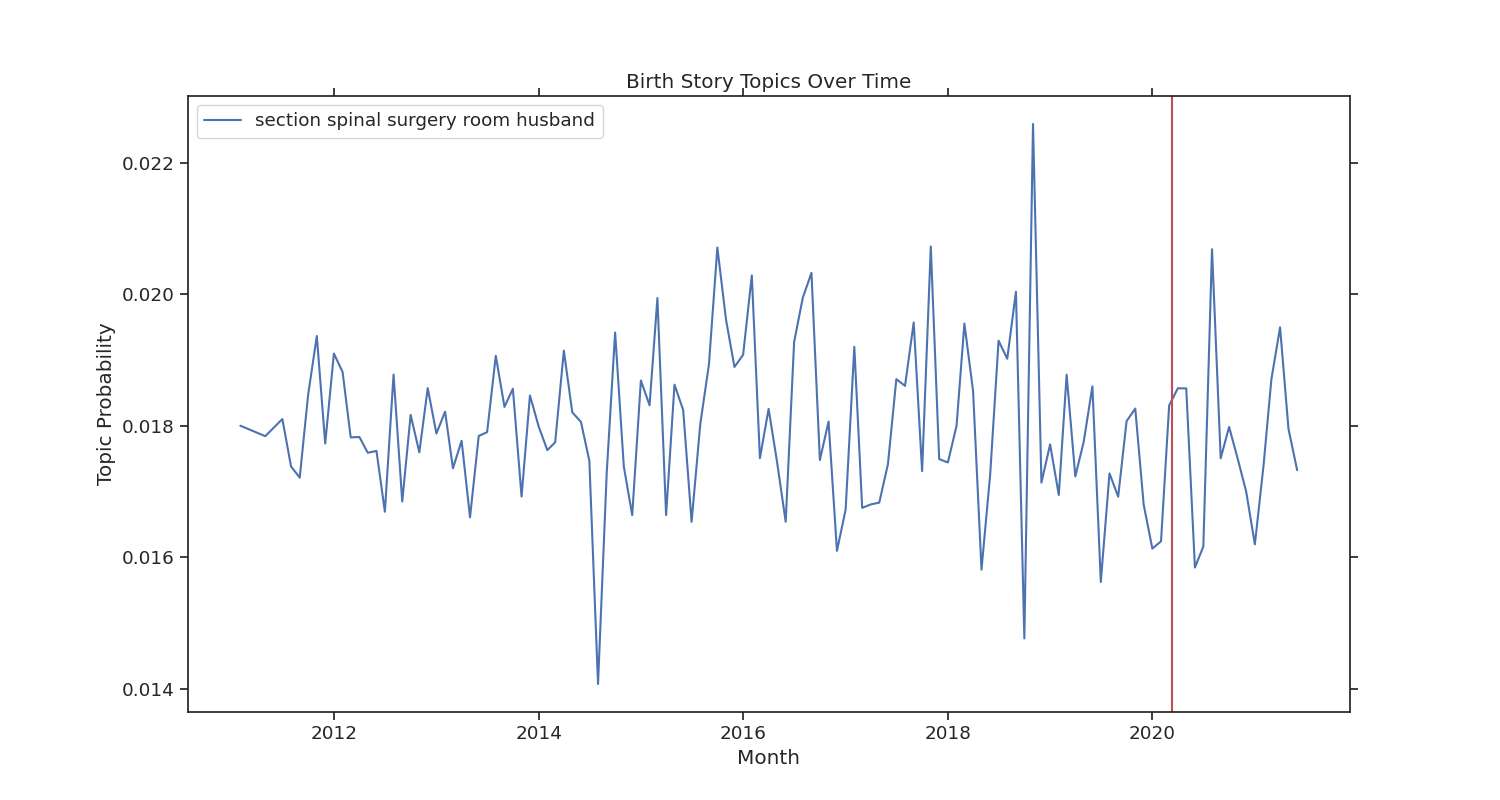 Birth Story Topics Over Time
section spinal surgery room husband
Topic Probability
0.022
0.020
0.018
0.016
0.014
2012 2014 2016 2018 2020
Month